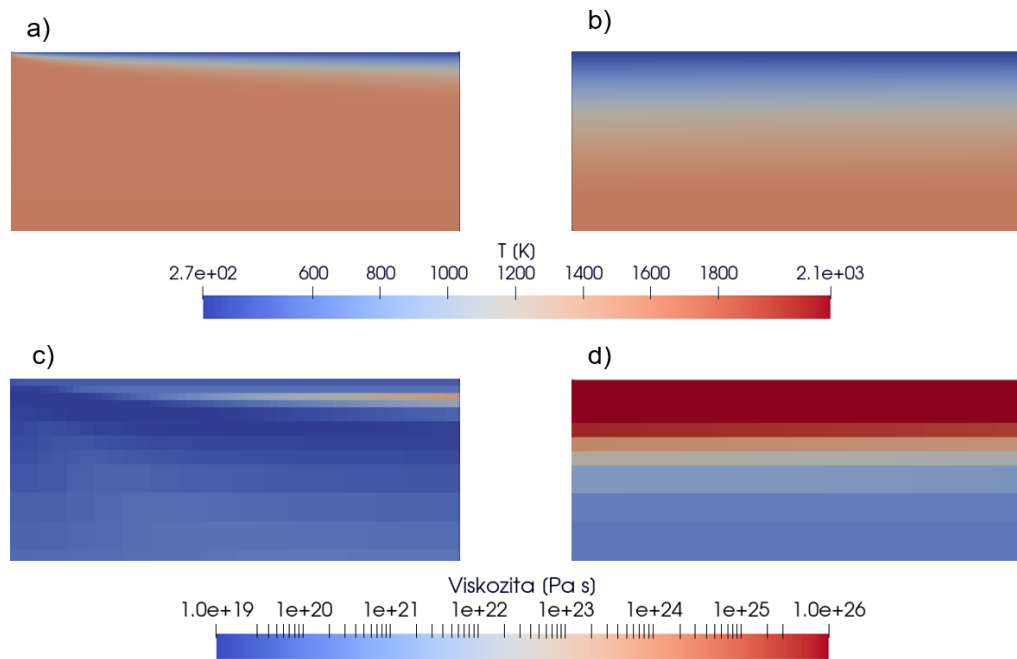 a)
b)
T (K)
2.7e+02 600 800 1000 1200 1400 1600 1800 2.1e+03
c)
d)
Viskozita (Pa s)
1.0e+19 1e+20 1e+21 1e+22 1e+23 1e+24 1e+25 1.0e+26